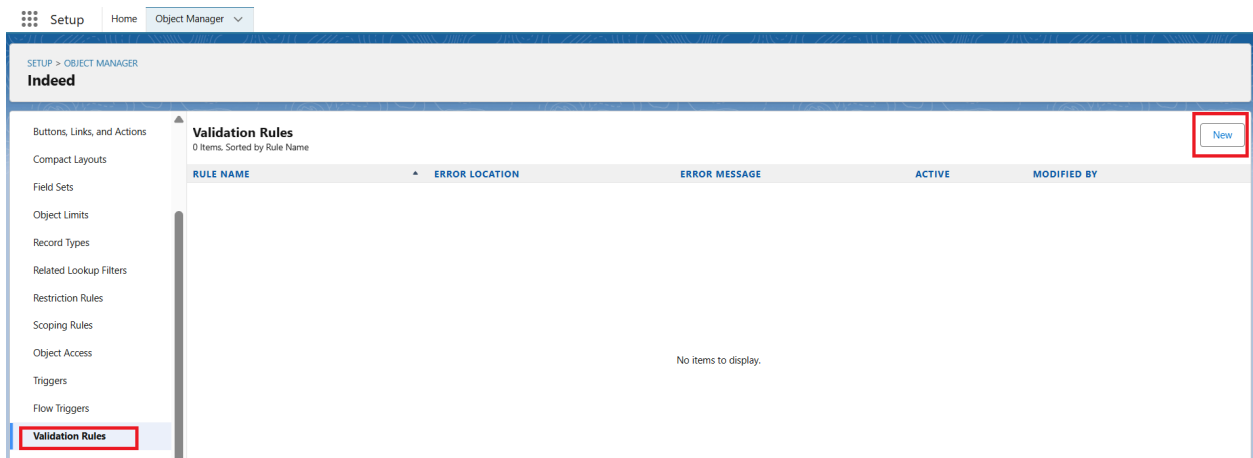 Setup Home Object Manager
SETUP > OBJECT MANAGER
Indeed
Buttons, Links, and Actions
Compact Layouts
Field Sets
Object Limits
Record Types
Related Lookup Filters
Restriction Rules
Scoping Rules
Object Access
Triggers
Flow Triggers
Validation Rules
Validation Rules
0 Items, Sorted by Rule Name
New
RULE NAME ERROR LOCATION ERROR MESSAGE ACTIVE MODIFIED BY
No items to display.